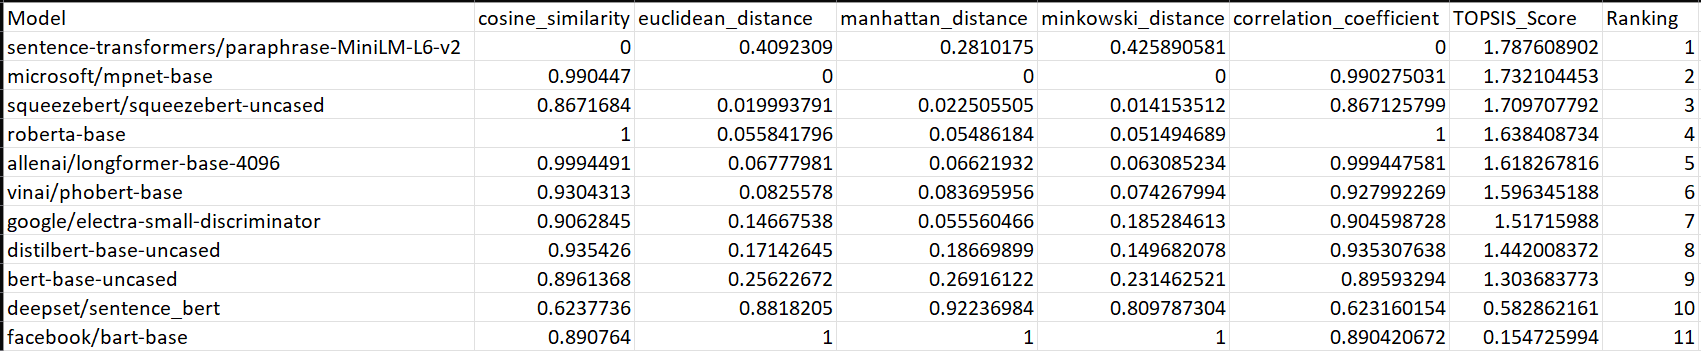 Model cosine_similarity euclidean_distance manhattan_distance minkowski_distance correlation_coefficient TOPSIS_Score Ranking
sentence-transformers/paraphrase-MiniLM-L6-v2 0 0.4092309 0.2810175 0.425890581 0 1.787608902 1
microsoft/mpnet-base 0.990447 0 0 0 0.990275031 1.732104453 2
squeezebert/squeezebert-uncased 0.8671684 0.019993791 0.022505505 0.014153512 0.867125799 1.709707792 3
roberta-base 1 0.055841796 0.05486184 0.051494689 1 1.638408734 4
allenai/longformer-base-4096 0.9994491 0.06777981 0.06621932 0.063085234 0.999447581 1.618267816 5
vinai/phobert-base 0.9304313 0.0825578 0.083695956 0.074267994 0.927992269 1.596345188 6
google/electra-small-discriminator 0.9062845 0.14667538 0.055560466 0.185284613 0.904598728 1.51715988 7
distilbert-base-uncased 0.935426 0.17142645 0.18669899 0.149682078 0.935307638 1.442008372 8
bert-base-uncased 0.8961368 0.25622672 0.26916122 0.231462521 0.89593294 1.303683773 9
deepset/sentence_bert 0.6237736 0.8818205 0.92236984 0.809787304 0.623160154 0.582862161 10
facebook/bart-base 0.890764 1 1 1 0.890420672 0.154725994 11